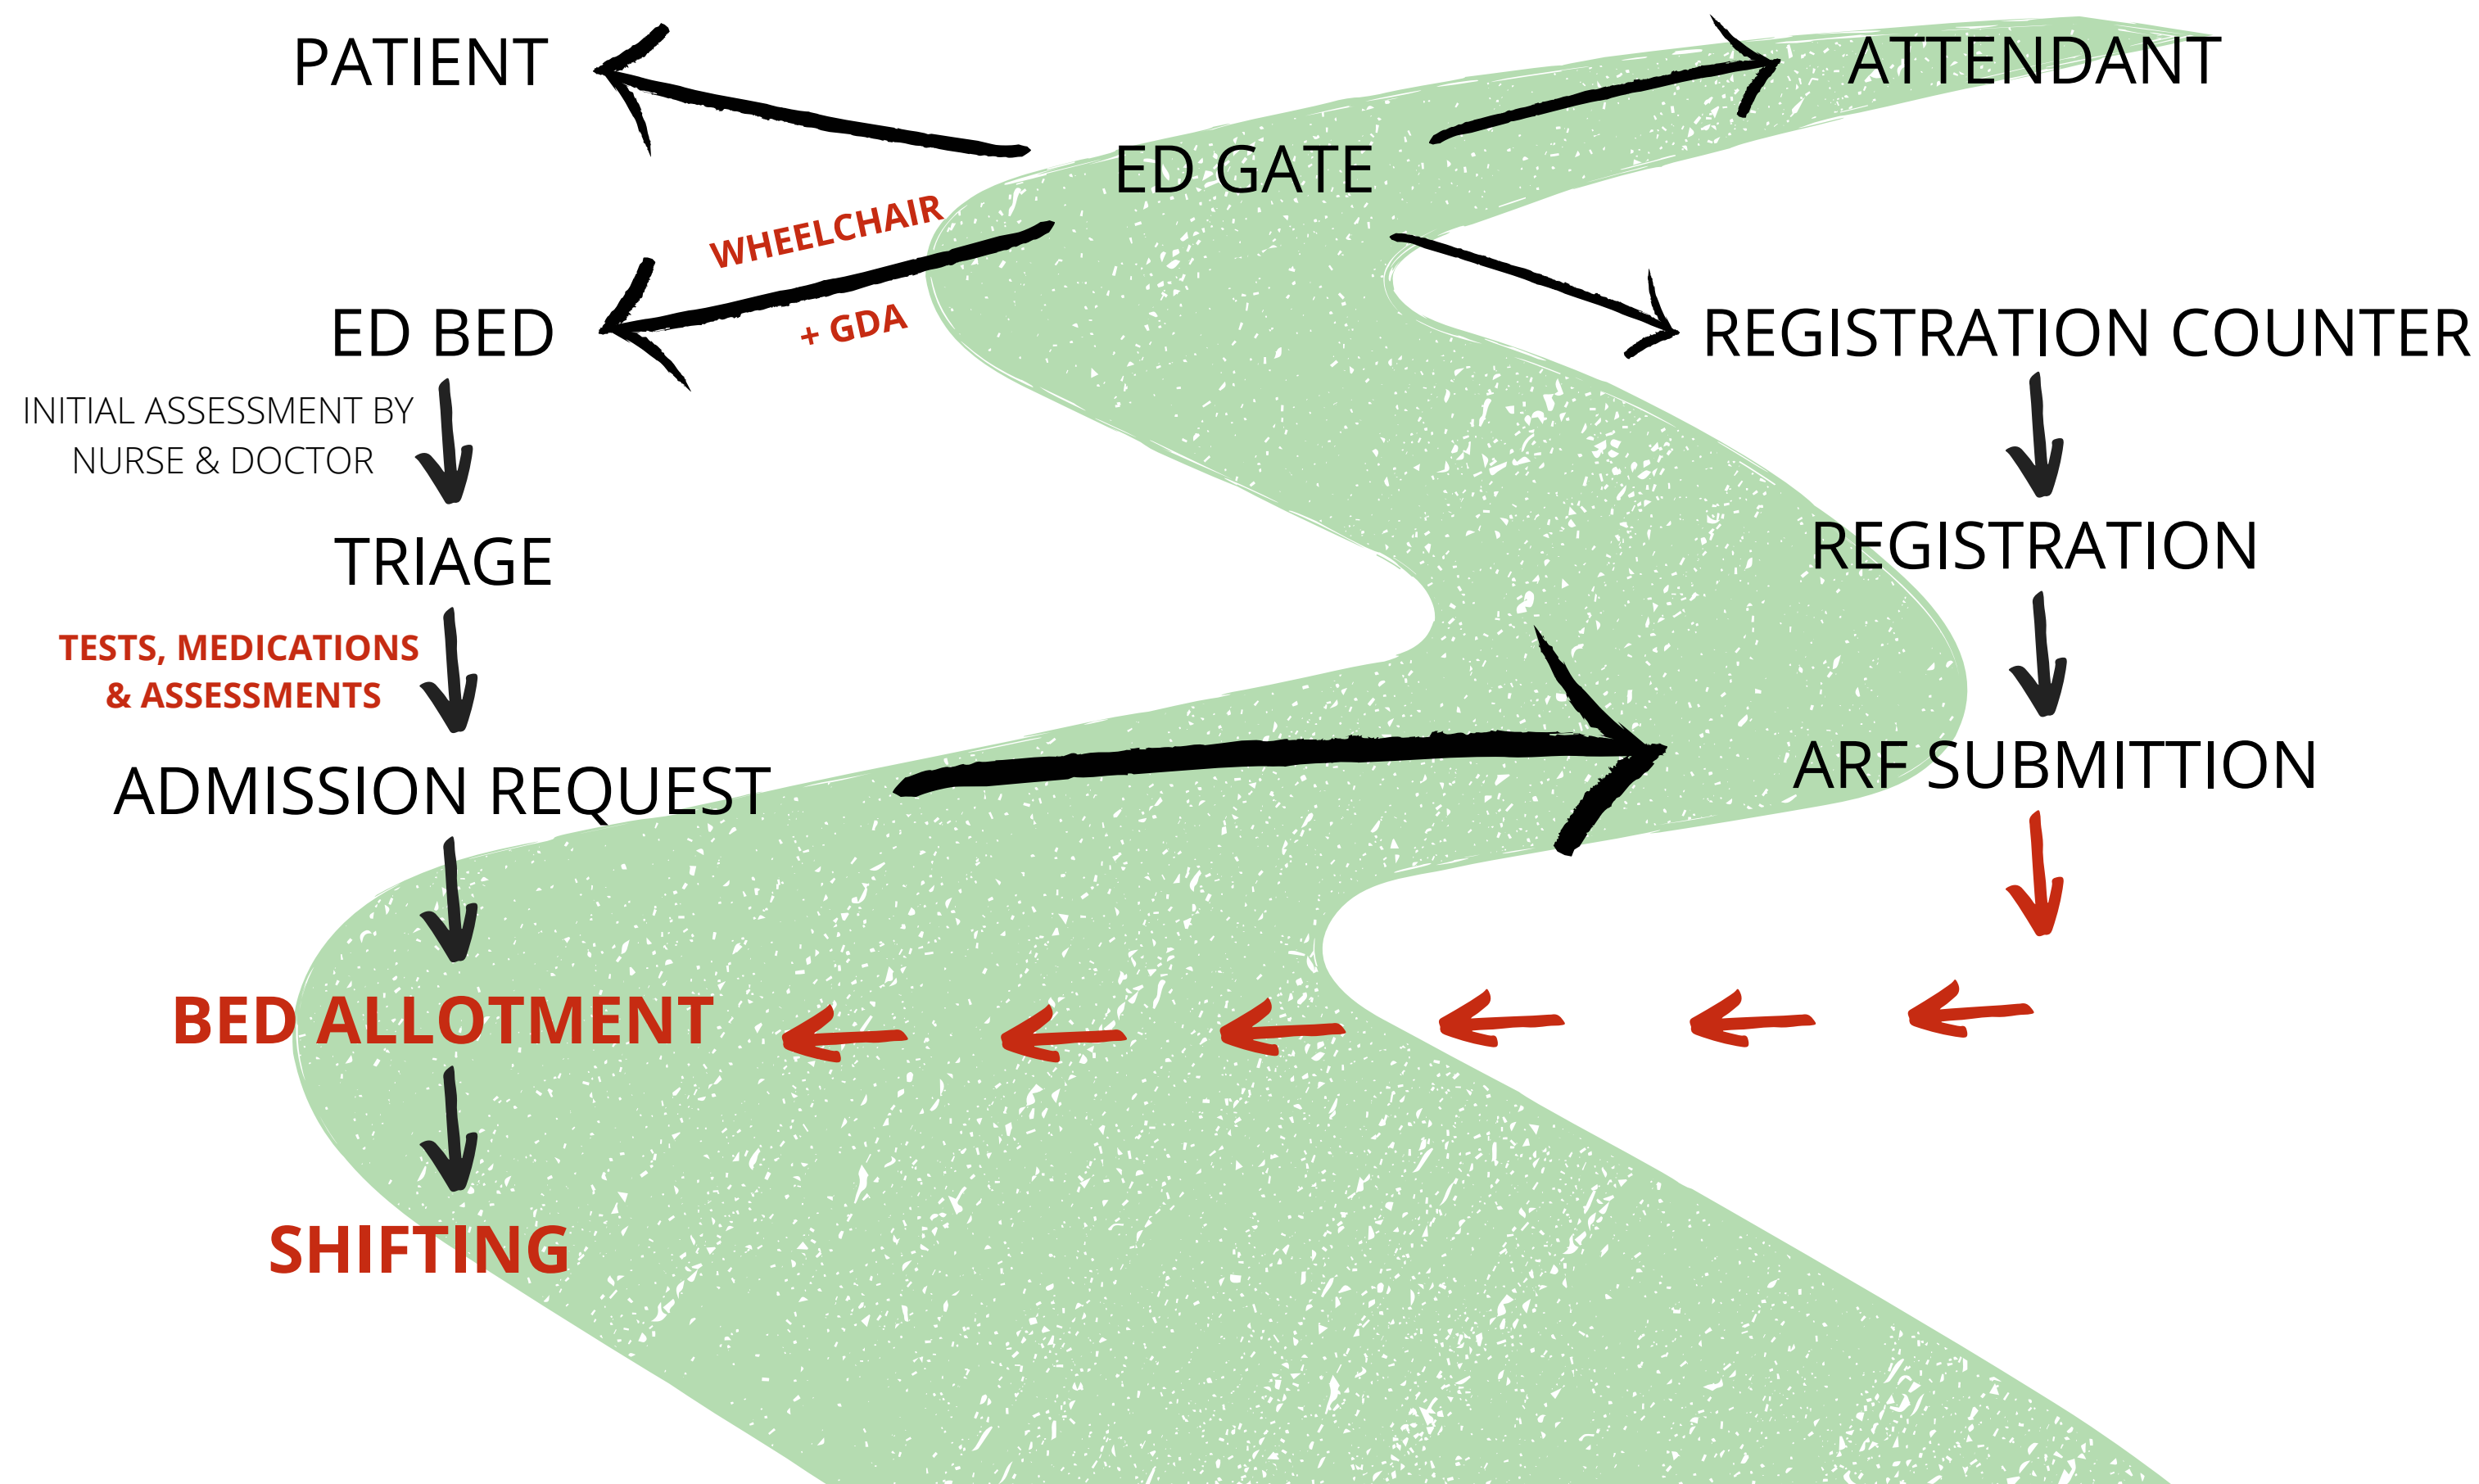 PATIENT
ATTENDANT
ED GATE
WHEELCHAIR
+ GDA
ED BED
REGISTRATION COUNTER
INITIAL ASSESSMENT BY
NURSE & DOCTOR
TRIAGE
REGISTRATION
TESTS, MEDICATIONS
& ASSESSMENTS
ADMISSION REQUEST
ARF SUBMITTION
BED ALLOTMENT
SHIFTING